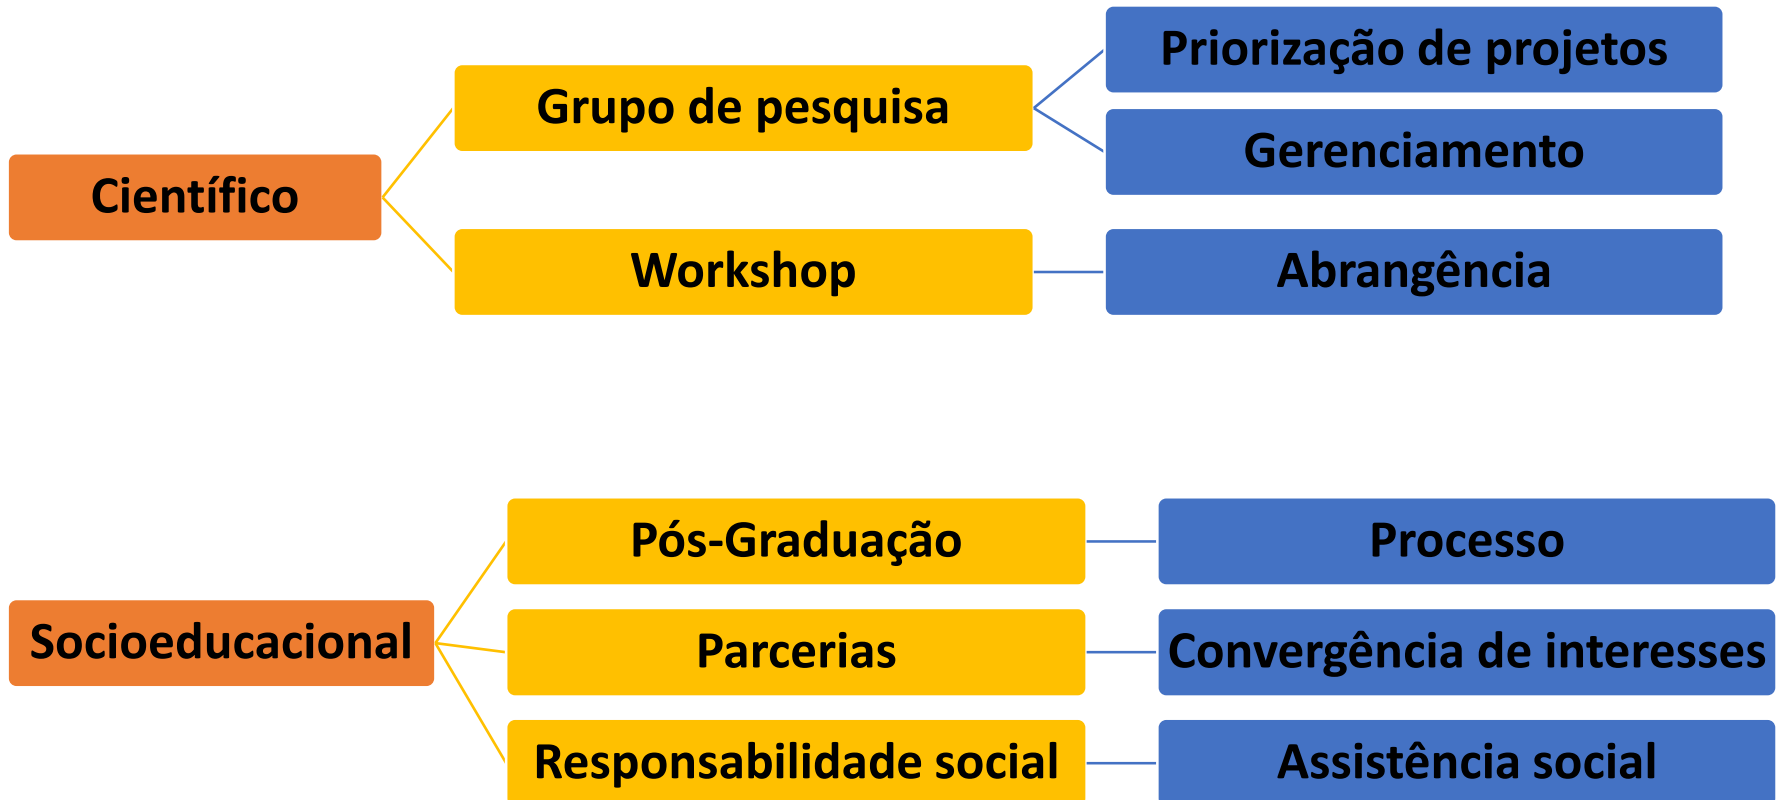 Científico
Grupo de pesquisa
Priorização de projetos
Gerenciamento
Workshop
Abrangência
Socioeducacional
Pós-Graduação
Processo
Parcerias
Convergência de interesses
Responsabilidade social
Assistência social